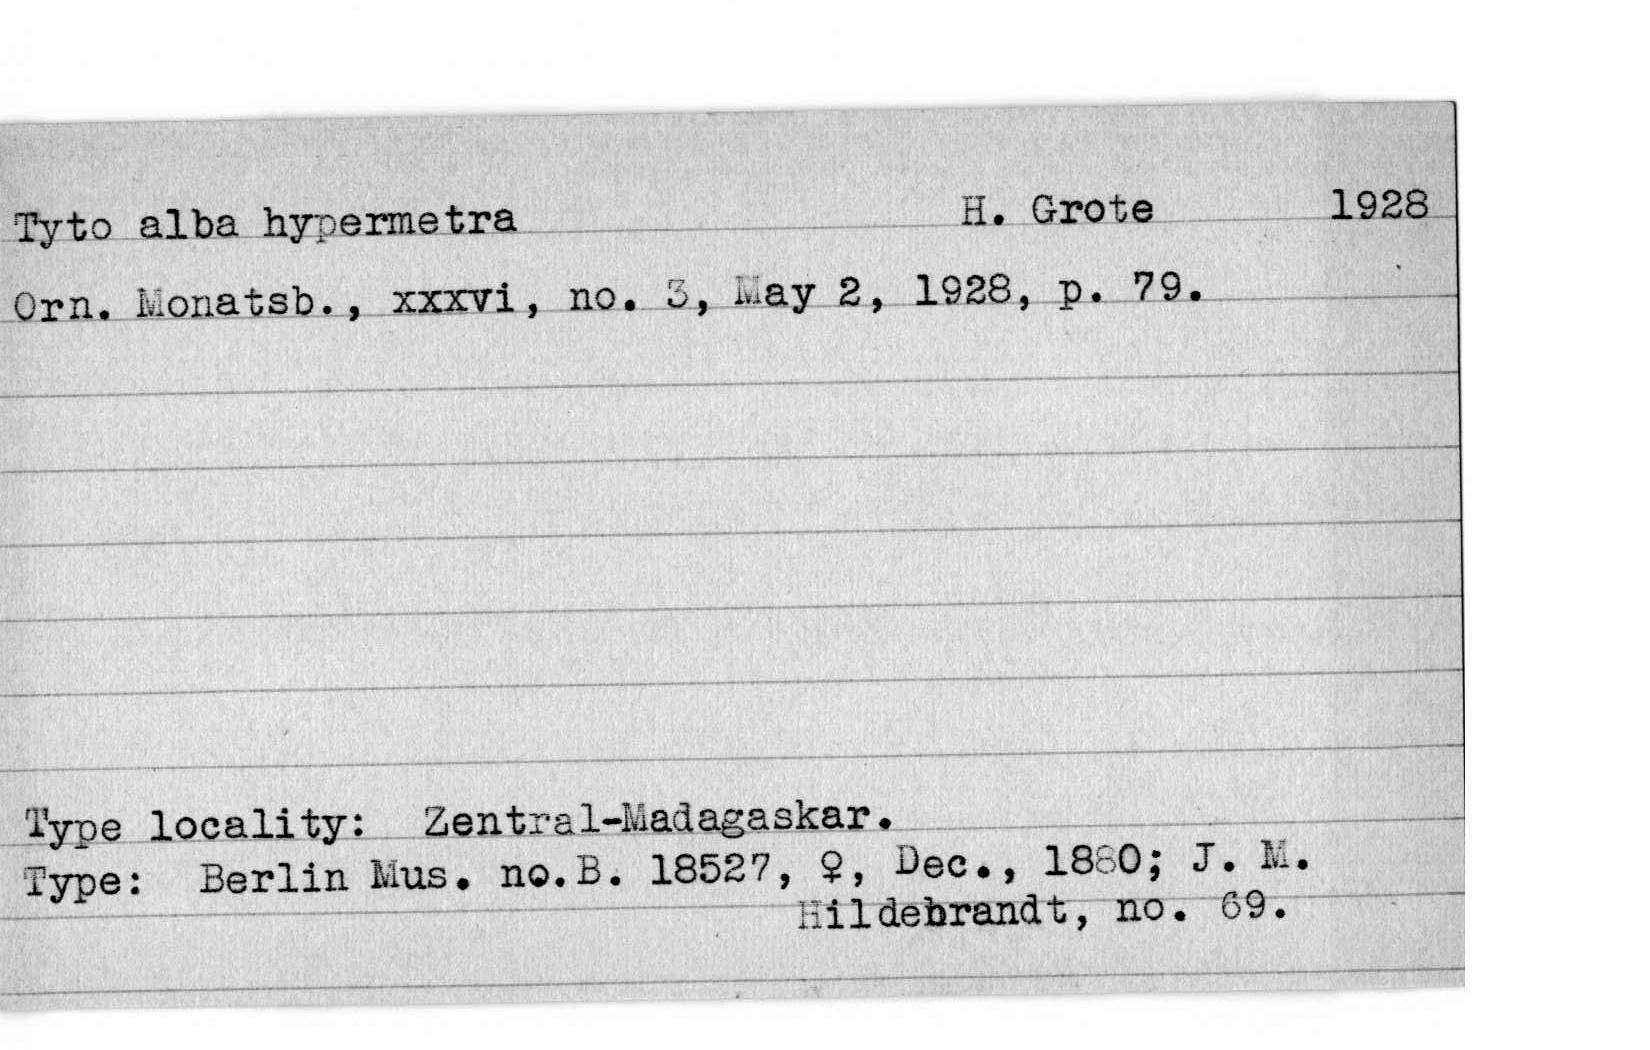 Tyto alba hypermetra H. Grote 1928
Orn. Monatsb., xxxvi, no. 3, May 2, 1928, p. 79.
Type locality: Zentral-Madagaskar.
Type: Berlin Mus. no.B. 18527, ♀, Dec., 1880; J. M.
Hildebrandt, no. 69.